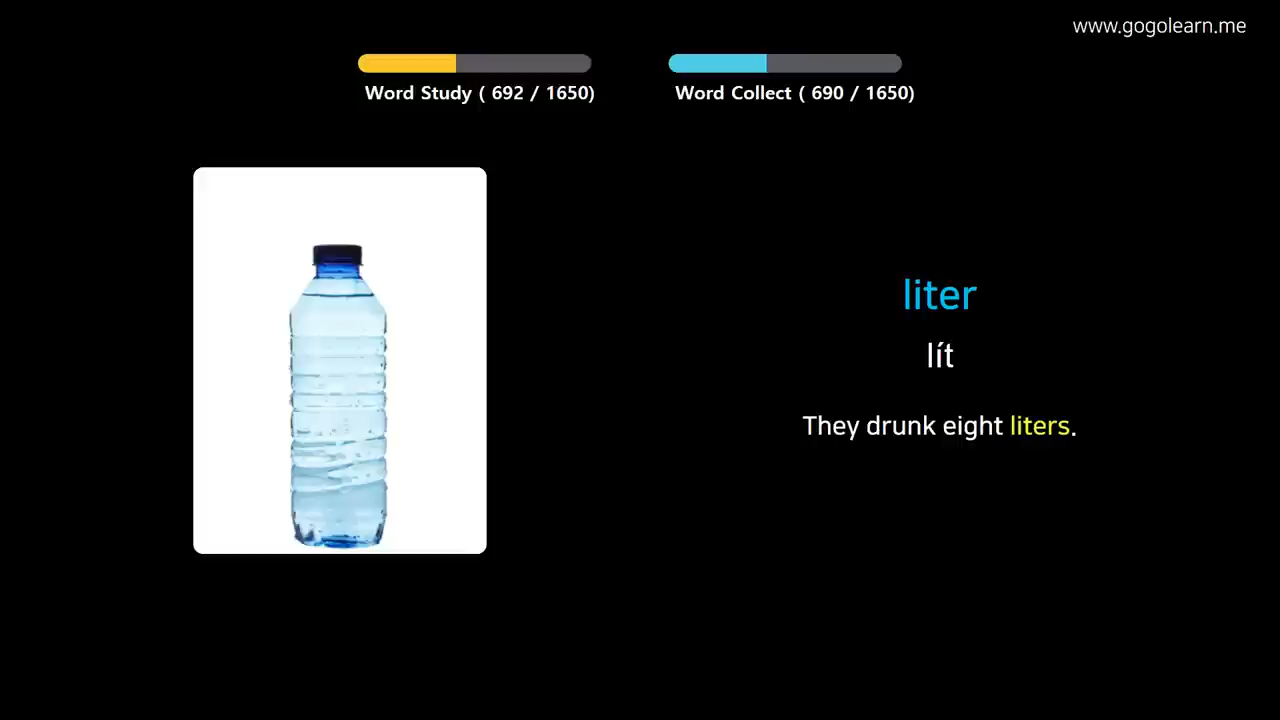 www.gogolearn.me
Word Study ( 692 / 1650)
Word Collect ( 690 / 1650)
liter
lít
They drunk eight liters.